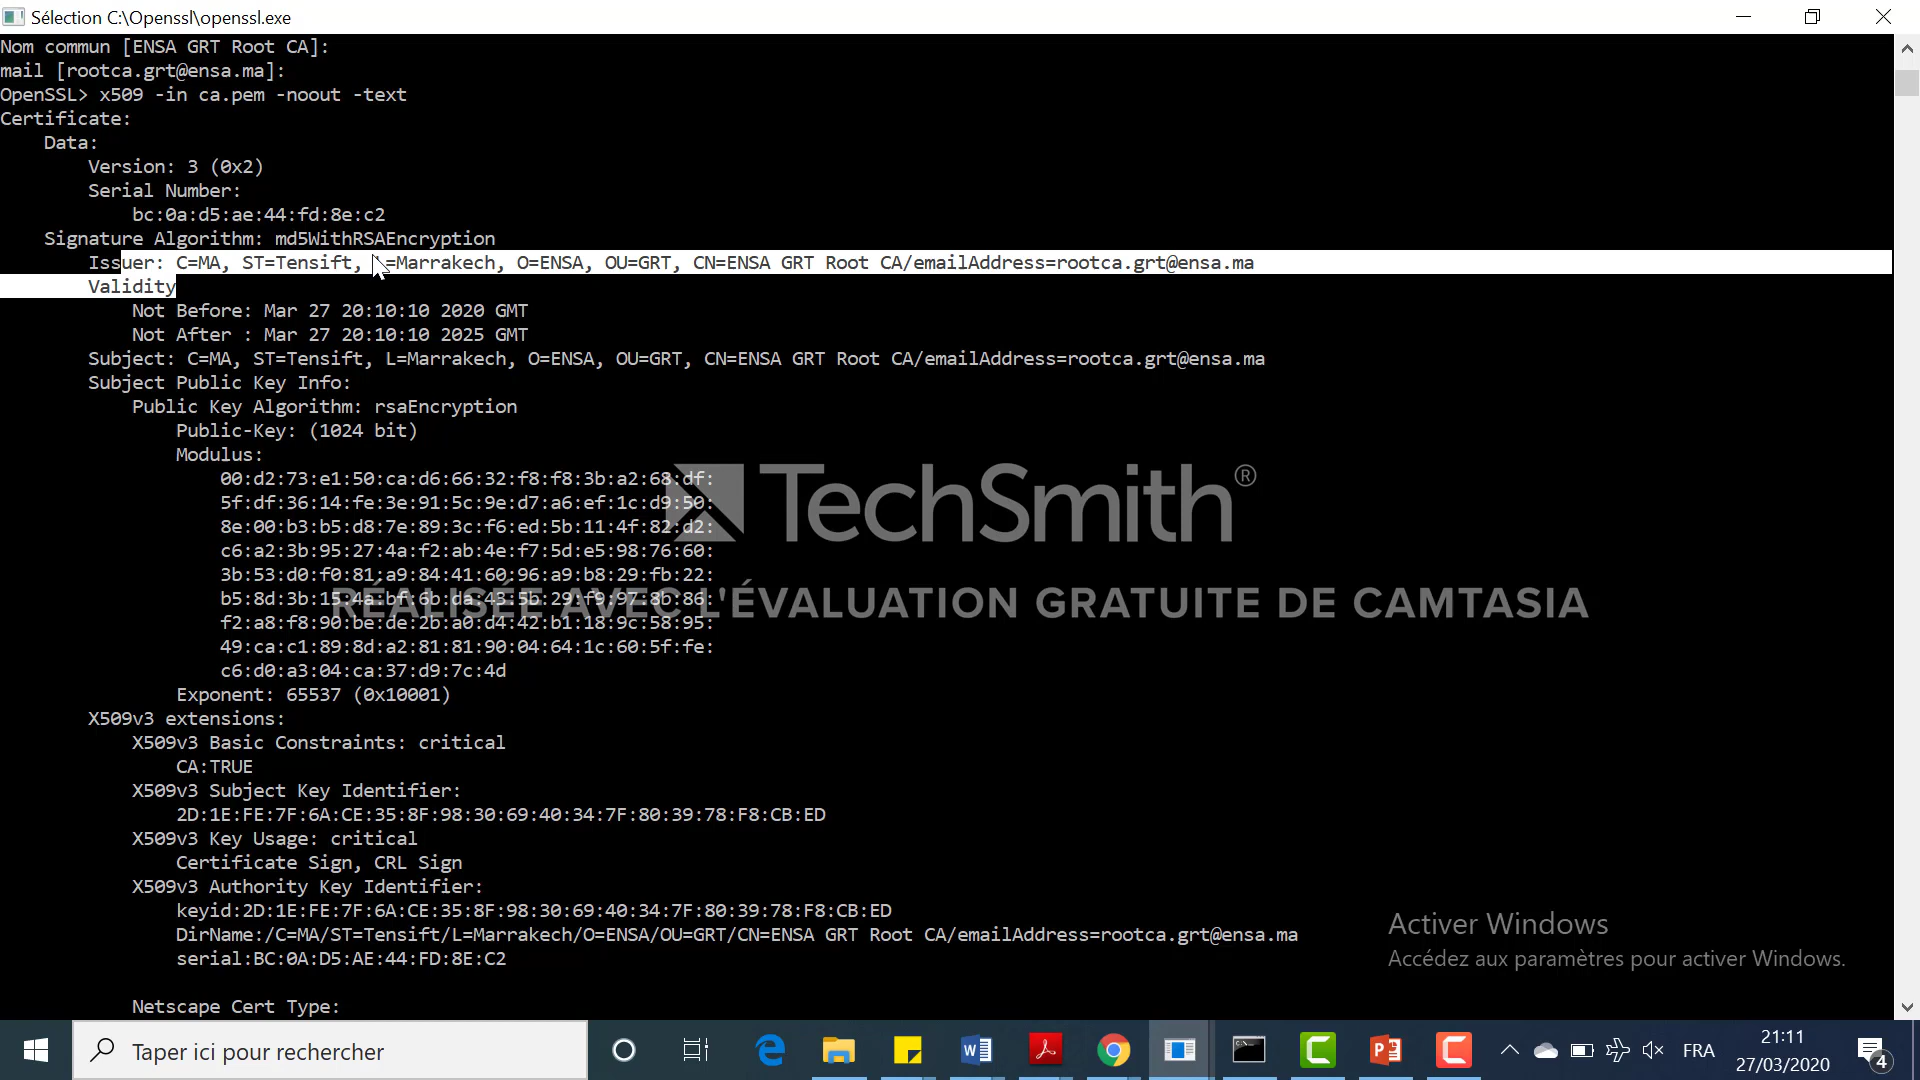 Sélection C:\Openssl\openssl.exe
Nom commun [ENSA GRT Root CA]:
mail [rootca.grt@ensa.ma]:
OpenSSL> x509 -in ca.pem -noout -text
Certificate:
Data:
Version: 3 (0x2)
Serial Number:
bc:0a:d5:ae:44:fd:8e:c2
Signature Algorithm: md5WithRSAEncryption
Issuer: C=MA, ST=Tensift, L=Marrakech, O=ENSA, OU=GRT, CN=ENSA GRT Root CA/emailAddress=rootca.grt@ensa.ma
Validity
Not Before: Mar 27 20:10:10 2020 GMT
Not After : Mar 27 20:10:10 2025 GMT
Subject: C=MA, ST=Tensift, L=Marrakech, O=ENSA, OU=GRT, CN=ENSA GRT Root CA/emailAddress=rootca.grt@ensa.ma
Subject Public Key Info:
Public Key Algorithm: rsaEncryption
Public-Key: (1024 bit)
Modulus:
00:d2:73:e1:50:ca:d6:66:32:f8:f8:3b:a2:68:df:
5f:df:36:14:fe:3e:91:5c:9e:d7:a6:ef:1c:d9:50:
8e:00:b3:b5:d8:7e:89:3c:f6:ed:5b:11:4f:82:d2:
c6:a2:3b:95:27:4a:f2:ab:4e:f7:5d:e5:98:76:60:
3b:53:d0:f0:81:a9:84:41:60:96:a9:b8:29:fb:22:
b5:8d:3b:15:4a:bf:6b:da:43:5b:29:f9:97:8b:86:
f2:a8:f8:90:be:de:2b:a0:d4:42:b1:18:9c:58:95:
49:ca:c1:89:8d:a2:81:81:90:04:64:1c:60:5f:fe:
c6:d0:a3:04:ca:37:d9:7c:4d
Exponent: 65537 (0x10001)
X509v3 extensions:
X509v3 Basic Constraints: critical
CA:TRUE
X509v3 Subject Key Identifier:
2D:1E:FE:7F:6A:CE:35:8F:98:30:69:40:34:7F:80:39:78:F8:CB:ED
X509v3 Key Usage: critical
Certificate Sign, CRL Sign
X509v3 Authority Key Identifier:
keyid:2D:1E:FE:7F:6A:CE:35:8F:98:30:69:40:34:7F:80:39:78:F8:CB:ED
DirName:/C=MA/ST=Tensift/L=Marrakech/O=ENSA/OU=GRT/CN=ENSA GRT Root CA/emailAddress=rootca.grt@ensa.ma
serial:BC:0A:D5:AE:44:FD:8E:C2
Netscape Cert Type:
TechSmith®
RÉALISÉE AVEC L'ÉVALUATION GRATUITE DE CAMTASIA
Activer Windows
Accédez aux paramètres pour activer Windows.
Taper ici pour rechercher
FRA
21:11
27/03/2020
4